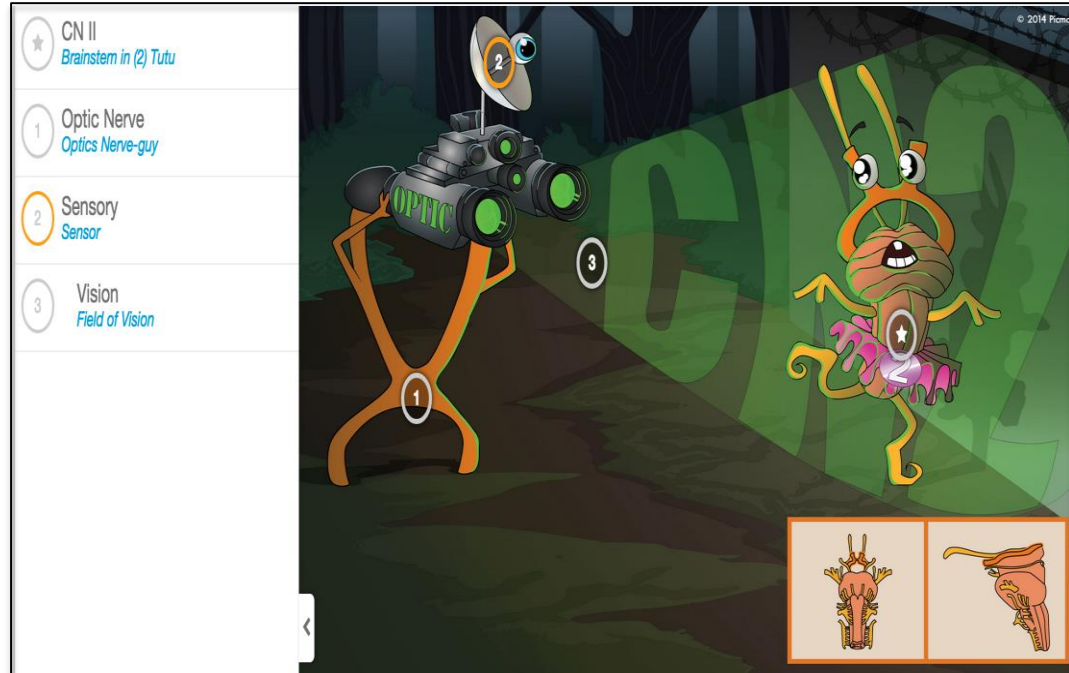 ★ CN II
Brainstem in (2) Tutu
1 Optic Nerve
Optics Nerve-guy
2 Sensory
Sensor
3 Vision
Field of Vision
© 2014 Picmo
2
OPTIC
CN2
3
★
2
1